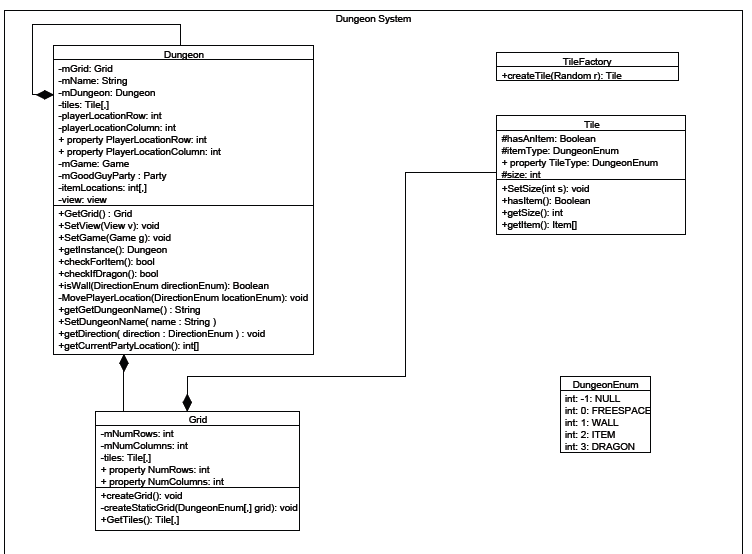 Dungeon System
Dungeon
-mGrid: Grid
-mName: String
-mDungeon: Dungeon
-tiles: Tile[,]
-playerLocationRow: int
-playerLocationColumn: int
+ property PlayerLocationRow: int
+ property PlayerLocationColumn: int
-mGame: Game
-mGoodGuyParty : Party
-itemLocations: int[,]
-view: view
+GetGrid() : Grid
+SetView(View v): void
+SetGame(Game g): void
+getInstance(): Dungeon
+checkForItem(): bool
+checkIfDragon(): bool
+isWall(DirectionEnum directionEnum): Boolean
-MovePlayerLocation(DirectionEnum locationEnum): void
+getGetDungeonName() : String
+SetDungeonName( name : String )
+getDirection( direction : DirectionEnum ) : void
+getCurrentPartyLocation(): int[]
TileFactory
+createTile(Random r): Tile
Tile
#hasAnItem: Boolean
#itemType: DungeonEnum
+ property TileType: DungeonEnum
#size: int
+SetSize(int s): void
+hasItem(): Boolean
+getSize(): int
+getItem(): Item[]
Grid
-mNumRows: int
-mNumColumns: int
-tiles: Tile[,]
+ property NumRows: int
+ property NumColumns: int
+createGrid(): void
-createStaticGrid(DungeonEnum[,] grid): void
+GetTiles(): Tile[,]
DungeonEnum
int: -1: NULL
int: 0: FREESPACE
int: 1: WALL
int: 2: ITEM
int: 3: DRAGON